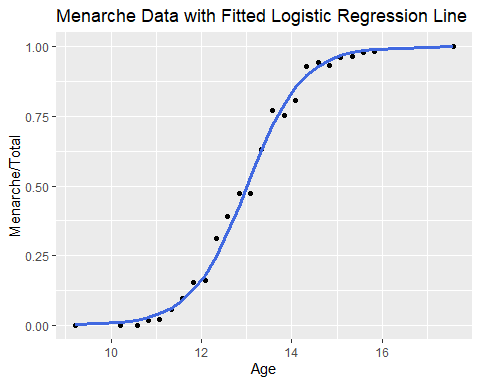 Menarche Data with Fitted Logistic Regression Line
1.00
0.75
0.50
0.25
0.00
Menarche/Total
10 12 14 16
Age